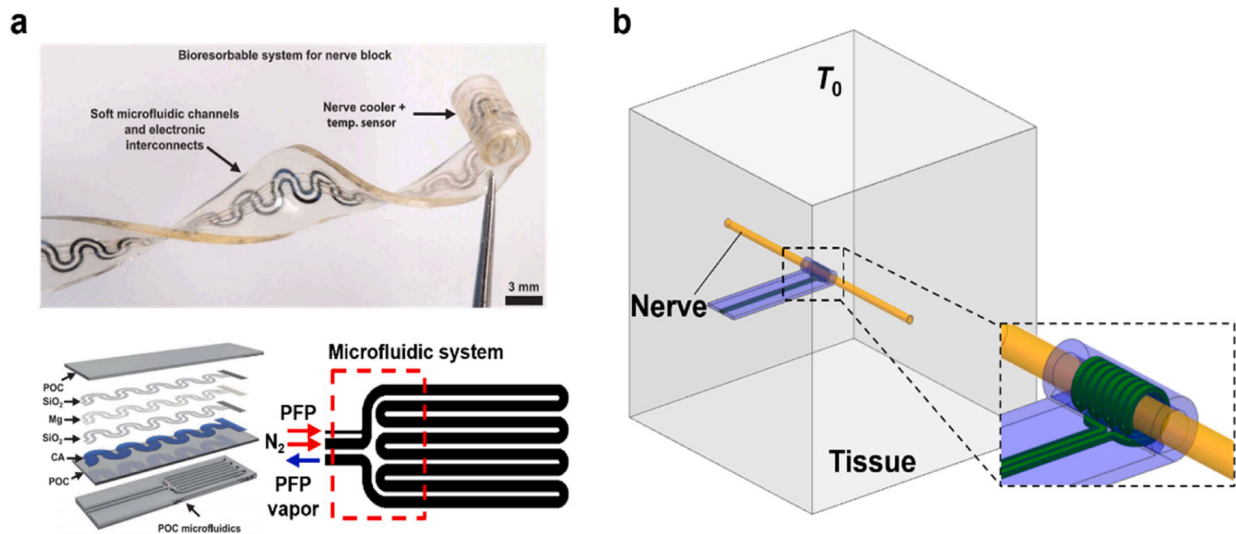 a
Bioresorbable system for nerve block
Soft microfluidic channels
and electronic
interconnects
Nerve cooler +
temp. sensor
3 mm
POC
SiO₂
Mg
SiO₂
CA
POC
POC microfluidics
Microfluidic system
PFP
N₂
PFP
vapor
b
T₀
Nerve
Tissue